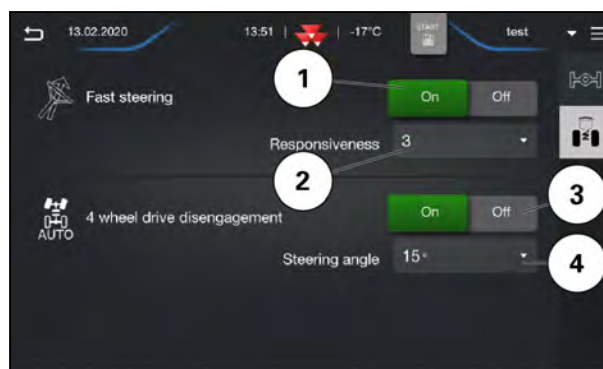 13.02.2020 13:51 -17°C START test
1
Fast steering On Off
Responsiveness 3
2
3
AUTO 4 wheel drive disengagement On Off
Steering angle 15°
4